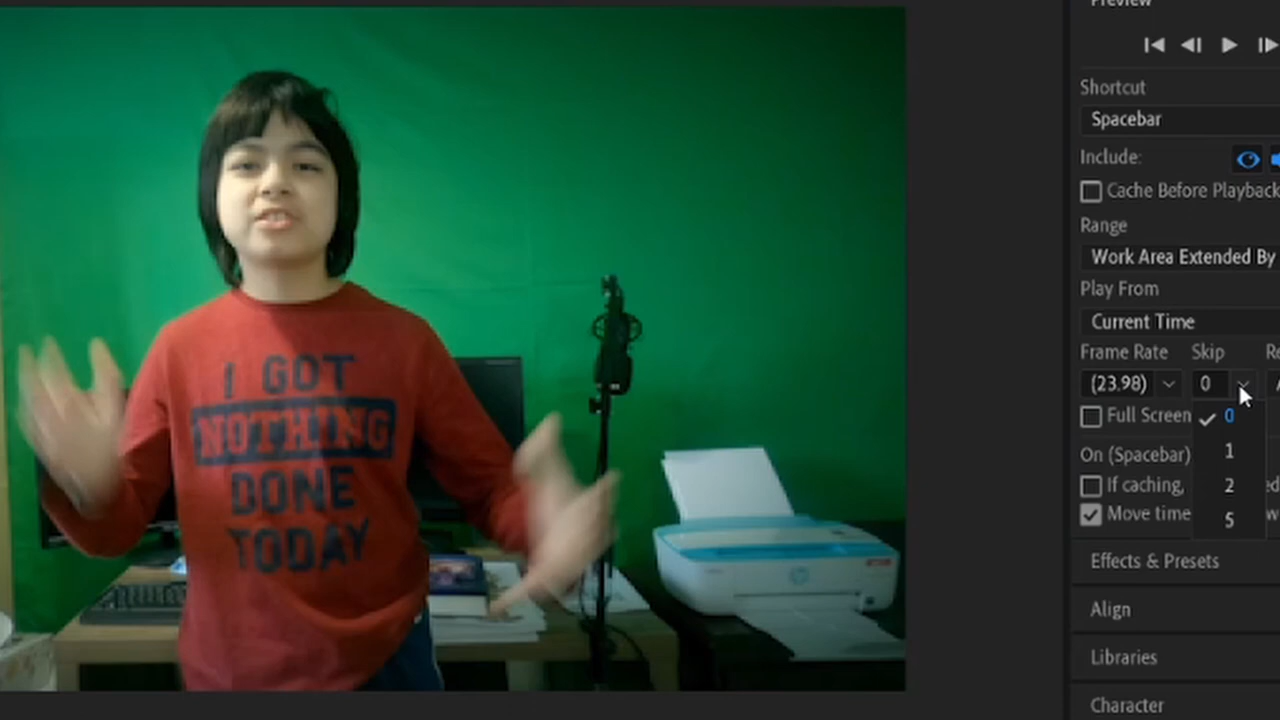 Preview
Shortcut
Spacebar
Include:
Cache Before Playback
Range
Work Area Extended By
Play From
Current Time
Frame Rate Skip
(23.98) 0
Full Screen 0
1
On (Spacebar)
2
If caching,
Move time
5
Effects & Presets
Align
Libraries
Character
I GOT
NOTHING
DONE
TODAY
hp